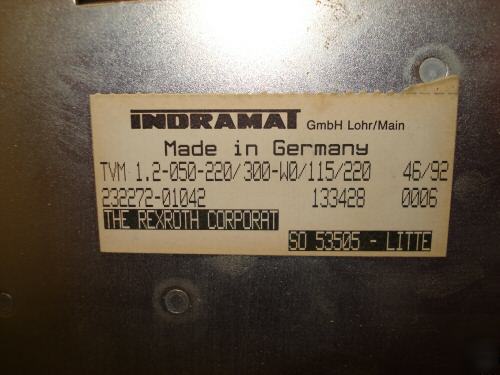 INDRAMAT GmbH Lohr/Main
Made in Germany
TVM 1.2-050-220/300-W0/115/220 46/92
232272-01042 133428 0006
THE REXROTH CORPORAT
SO 53505 - LITTE